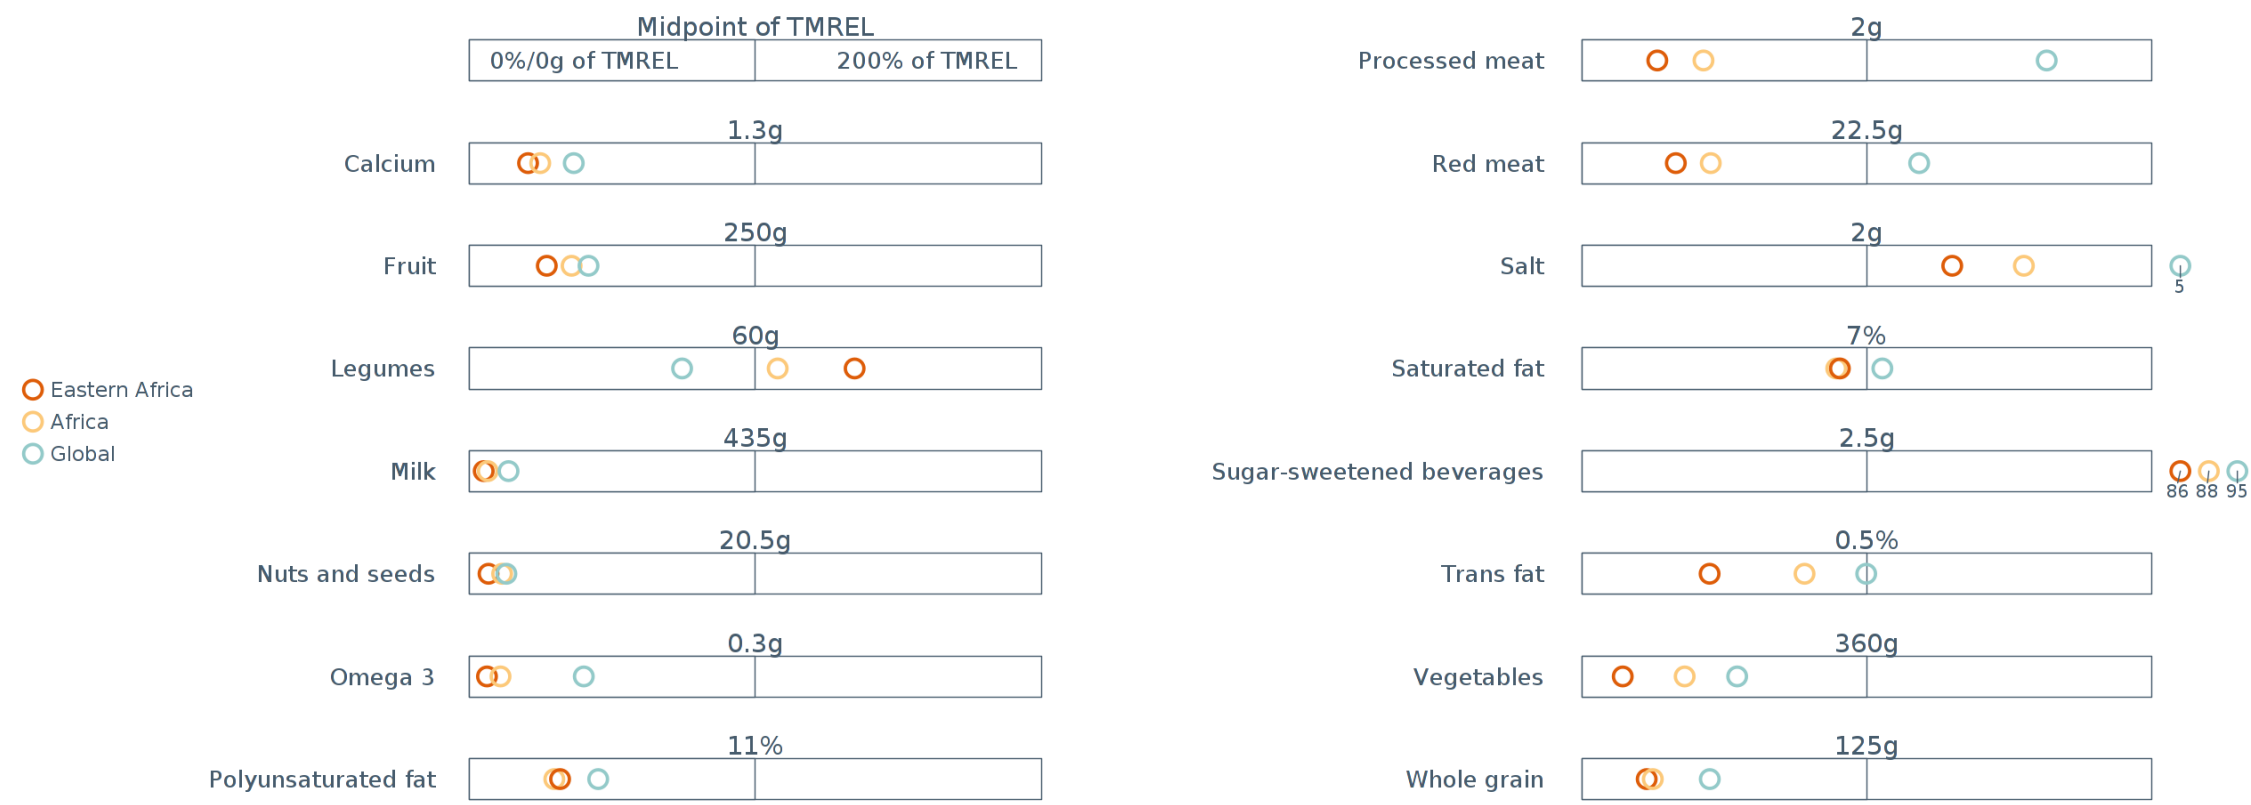 Midpoint of TMREL
0%/0g of TMREL
200% of TMREL
Calcium
1.3g
Fruit
250g
Legumes
60g
Milk
435g
Nuts and seeds
20.5g
Omega 3
0.3g
Polyunsaturated fat
11%
Eastern Africa
Africa
Global
Processed meat
2g
Red meat
22.5g
Salt
2g
5
Saturated fat
7%
Sugar-sweetened beverages
2.5g
86 88 95
Trans fat
0.5%
Vegetables
360g
Whole grain
125g